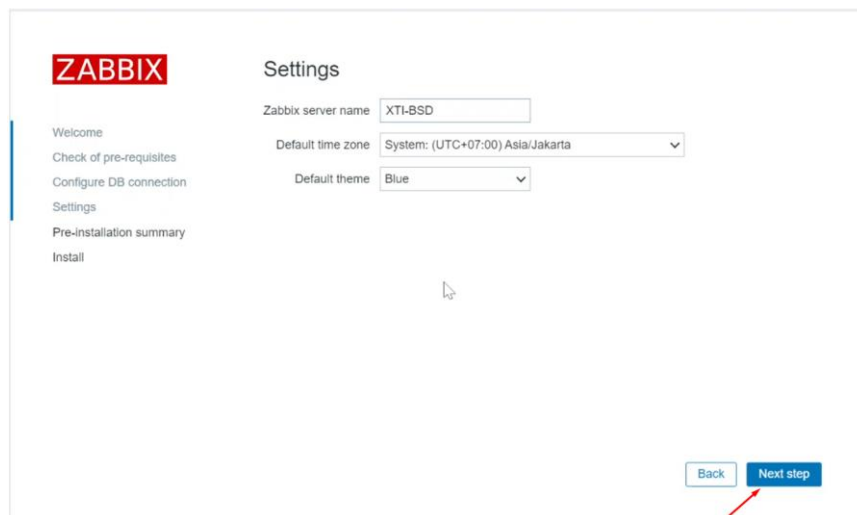 ZABBIX
Welcome
Check of pre-requisites
Configure DB connection
Settings
Pre-installation summary
Install
Settings
Zabbix server name XTI-BSD
Default time zone System: (UTC+07:00) Asia/Jakarta
Default theme Blue
Back Next step